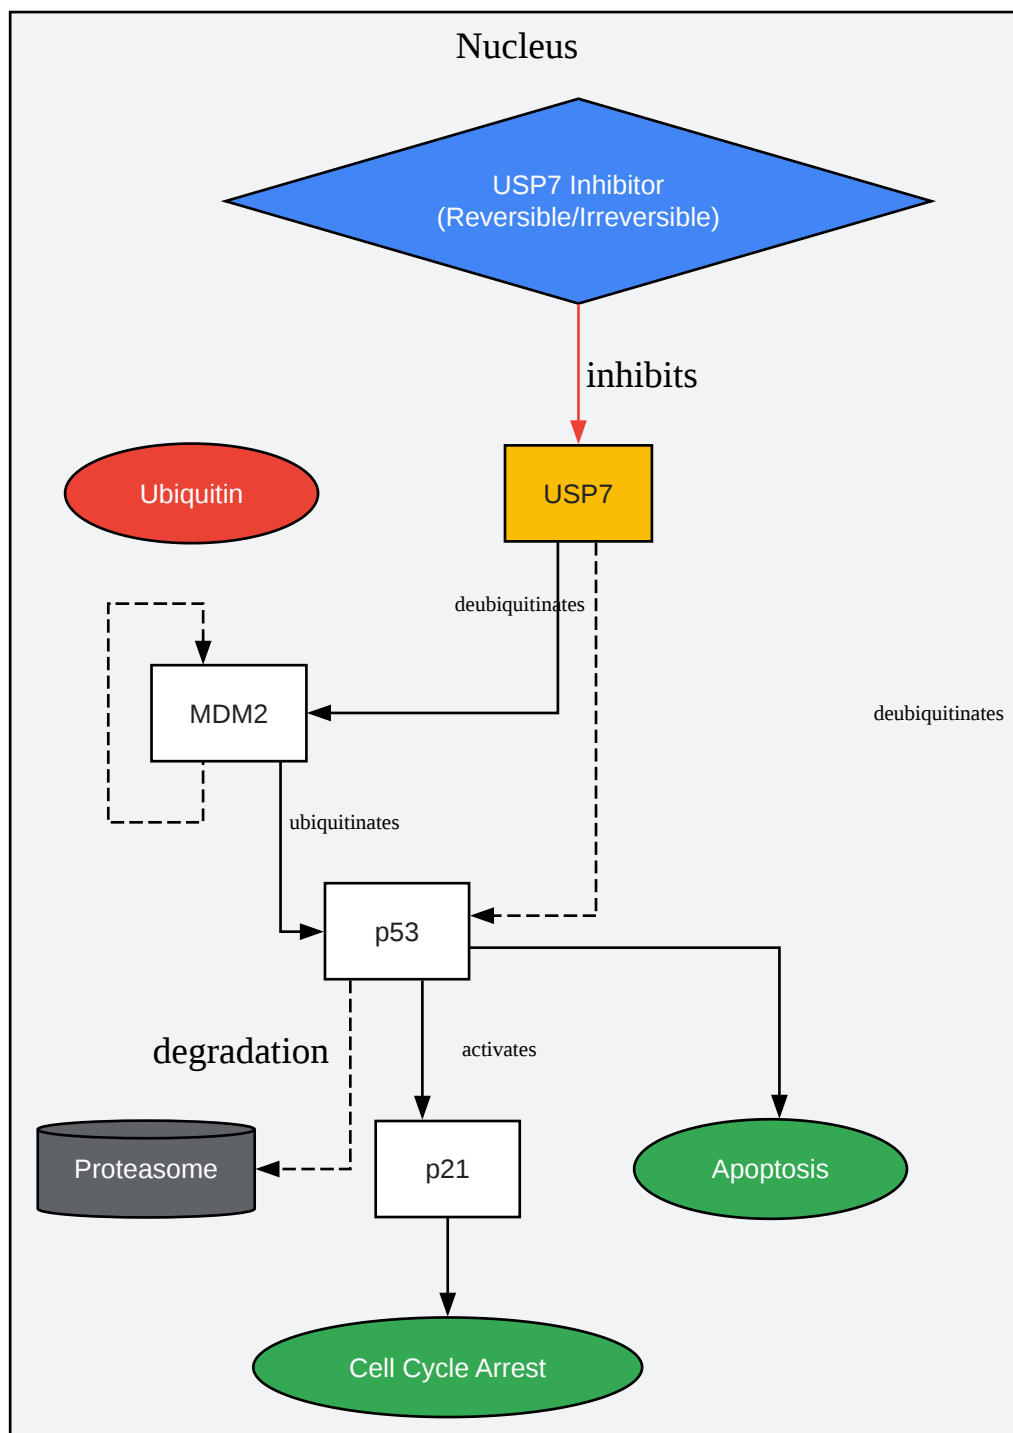 Nucleus
USP7 Inhibitor
(Reversible/Irreversible)
inhibits
Ubiquitin
USP7
deubiquitinates
MDM2
deubiquitinates
ubiquitinates
p53
degradation
activates
Proteasome
p21
Apoptosis
Cell Cycle Arrest